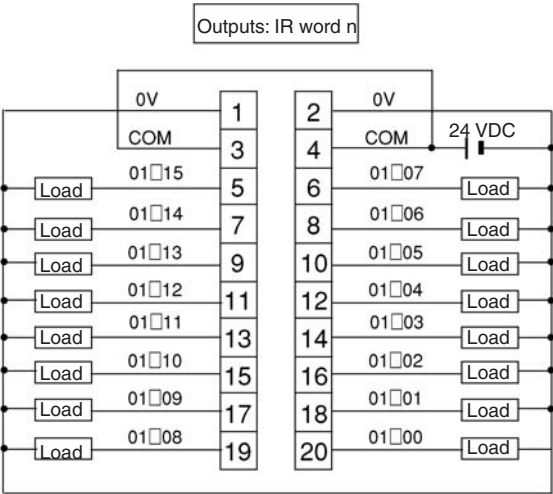 Outputs: IR word n
0V 1 2 0V
COM 3 4 COM 24 VDC
Load 01□15 5 6 01□07 Load
Load 01□14 7 8 01□06 Load
Load 01□13 9 10 01□05 Load
Load 01□12 11 12 01□04 Load
Load 01□11 13 14 01□03 Load
Load 01□10 15 16 01□02 Load
Load 01□09 17 18 01□01 Load
Load 01□08 19 20 01□00 Load